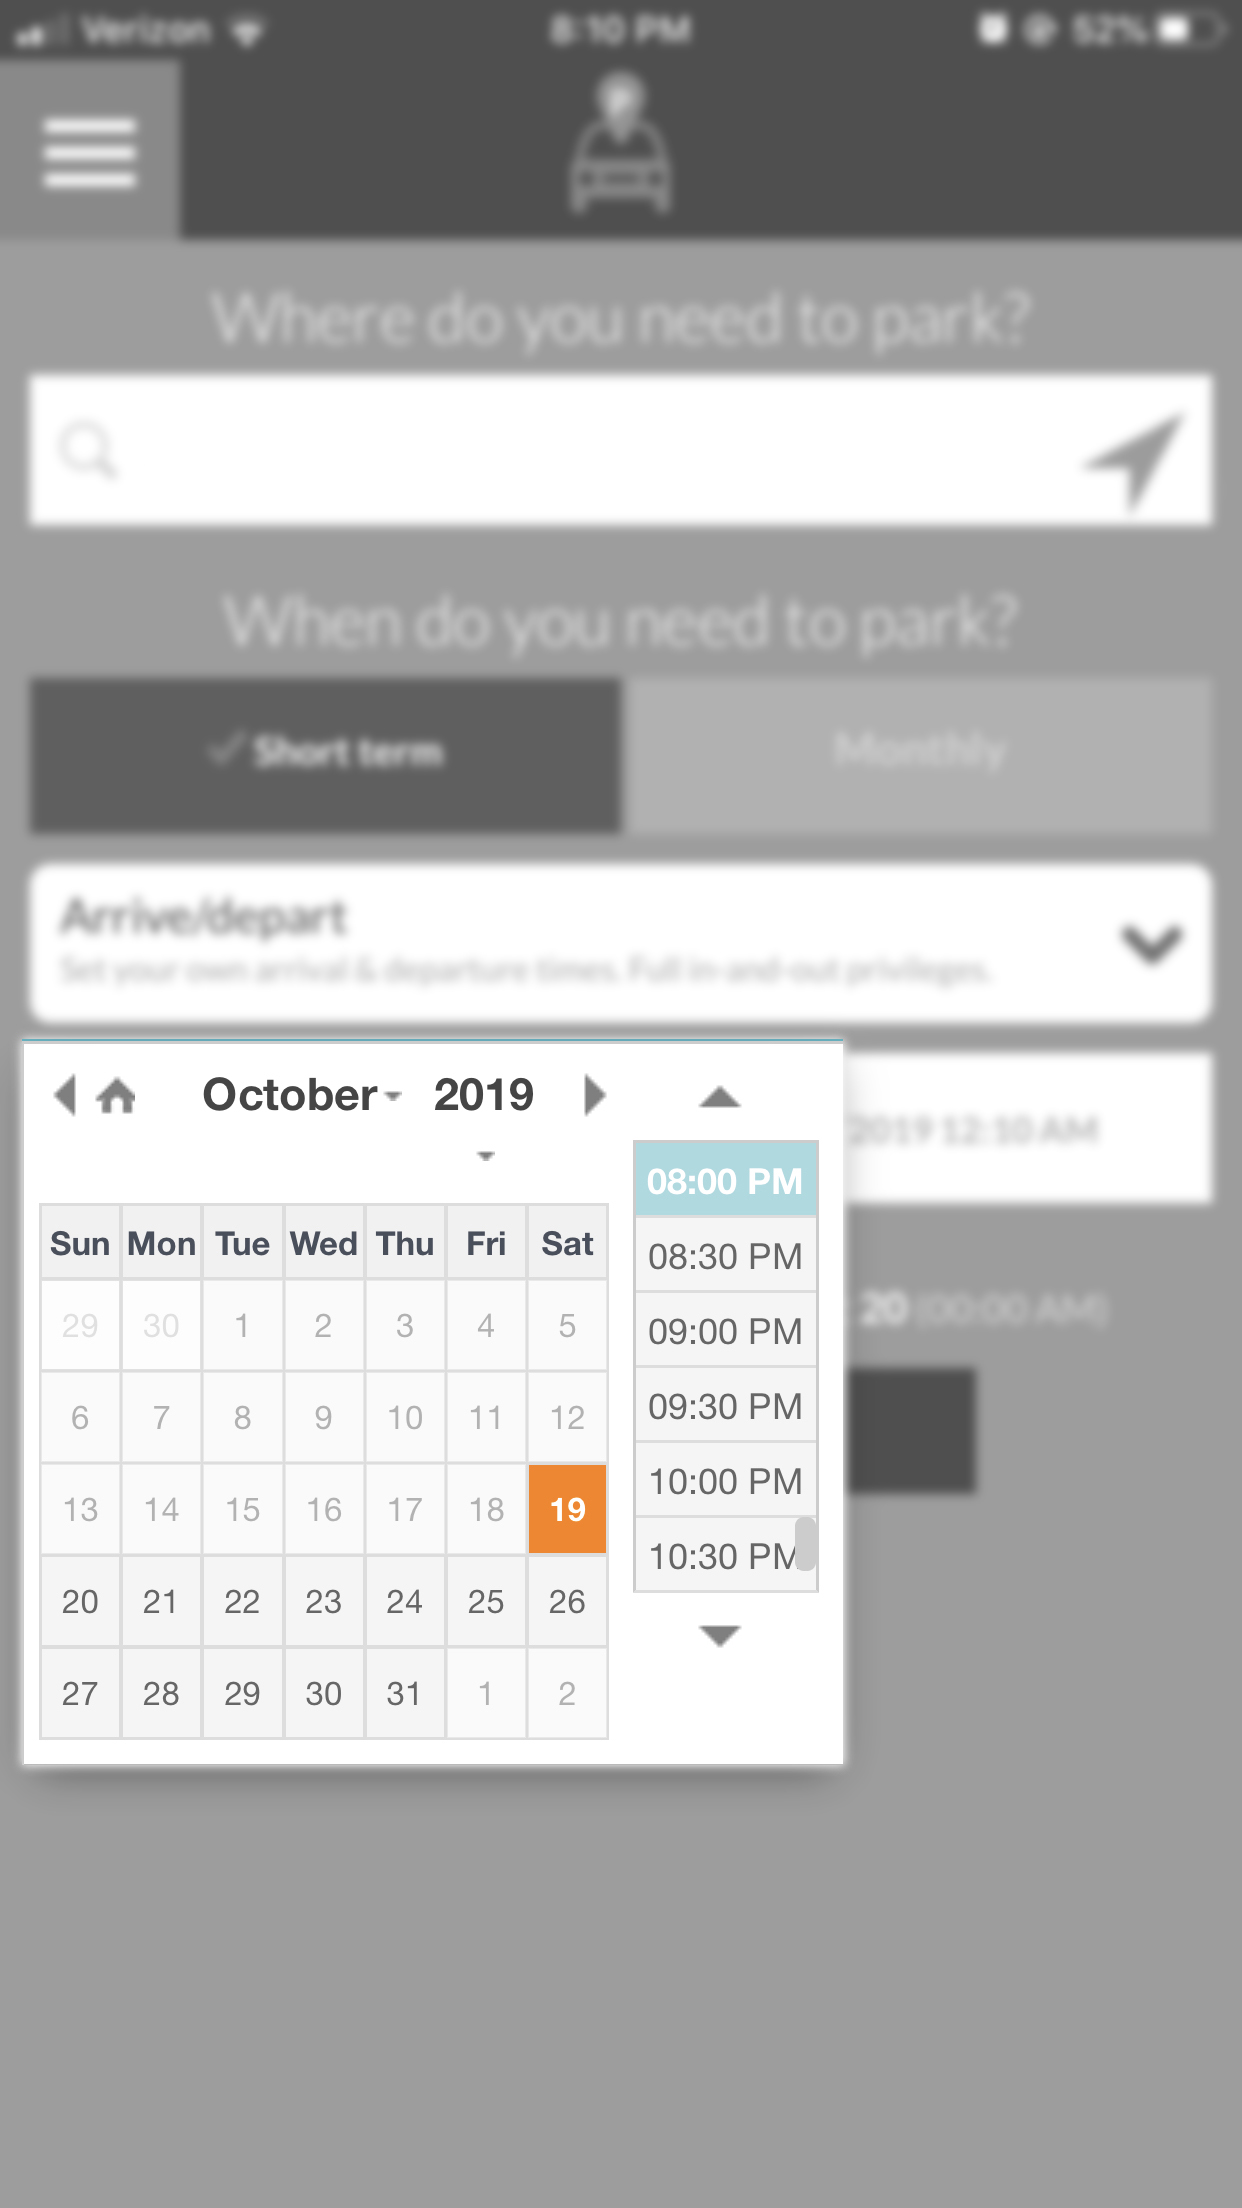 Verizon 8:10 PM 52%
Where do you need to park?
When do you need to park?
Short term Monthly
Arrive/depart
Set your own arrival & departure times. Full in-and-out privileges.
October 2019
2019 12:10 AM
08:00 PM
Sun Mon Tue Wed Thu Fri Sat
08:30 PM
29 30 1 2 3 4 5
09:00 PM
20 (00:00 AM)
6 7 8 9 10 11 12
09:30 PM
13 14 15 16 17 18 19
10:00 PM
10:30 PM
20 21 22 23 24 25 26
27 28 29 30 31 1 2